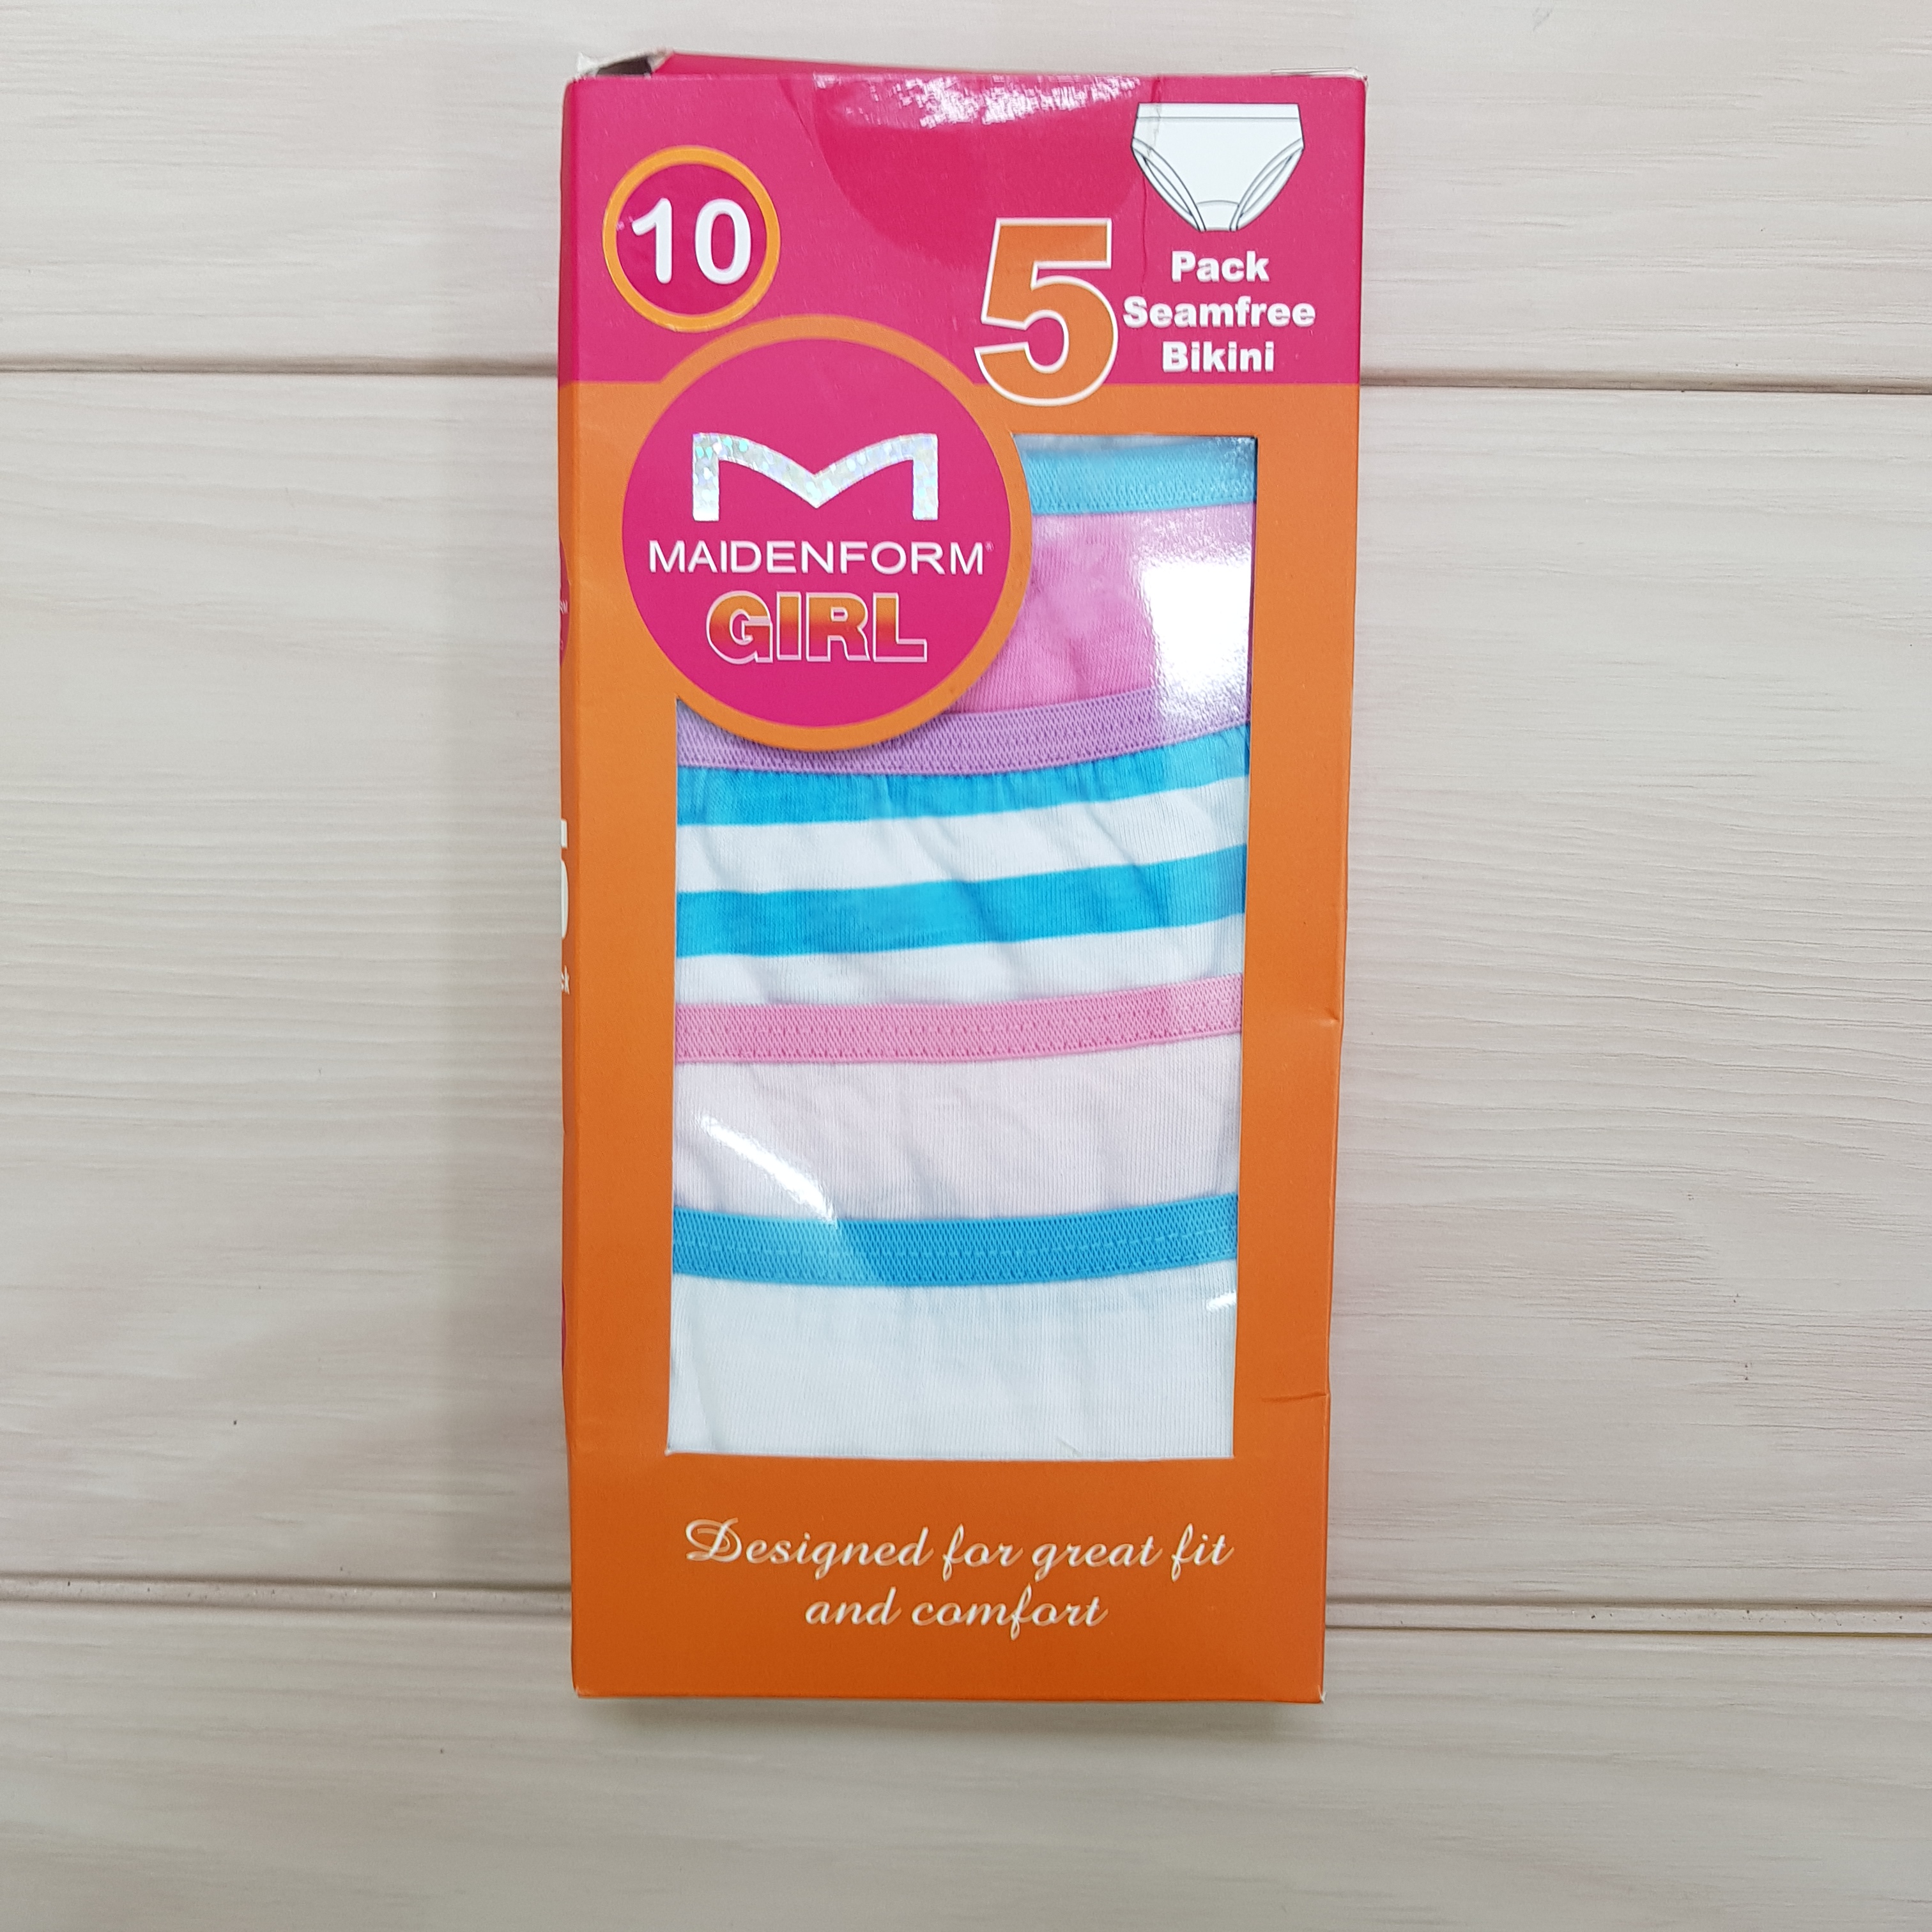 10
5
Pack
Seamfree
Bikini
MAIDENFORM®
GIRL
Designed for great fit
and comfort